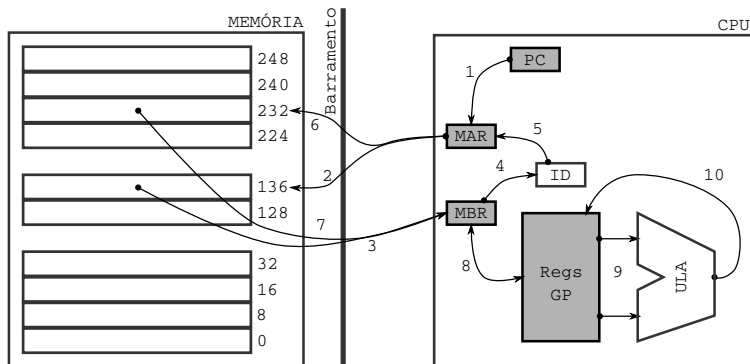 MEMÓRIA
Barramento
CPU
248
240
232
224
136
128
32
16
8
0
1
PC
MAR
5
6
2
4
ID
10
MBR
7
3
8
Regs
GP
9
ULA